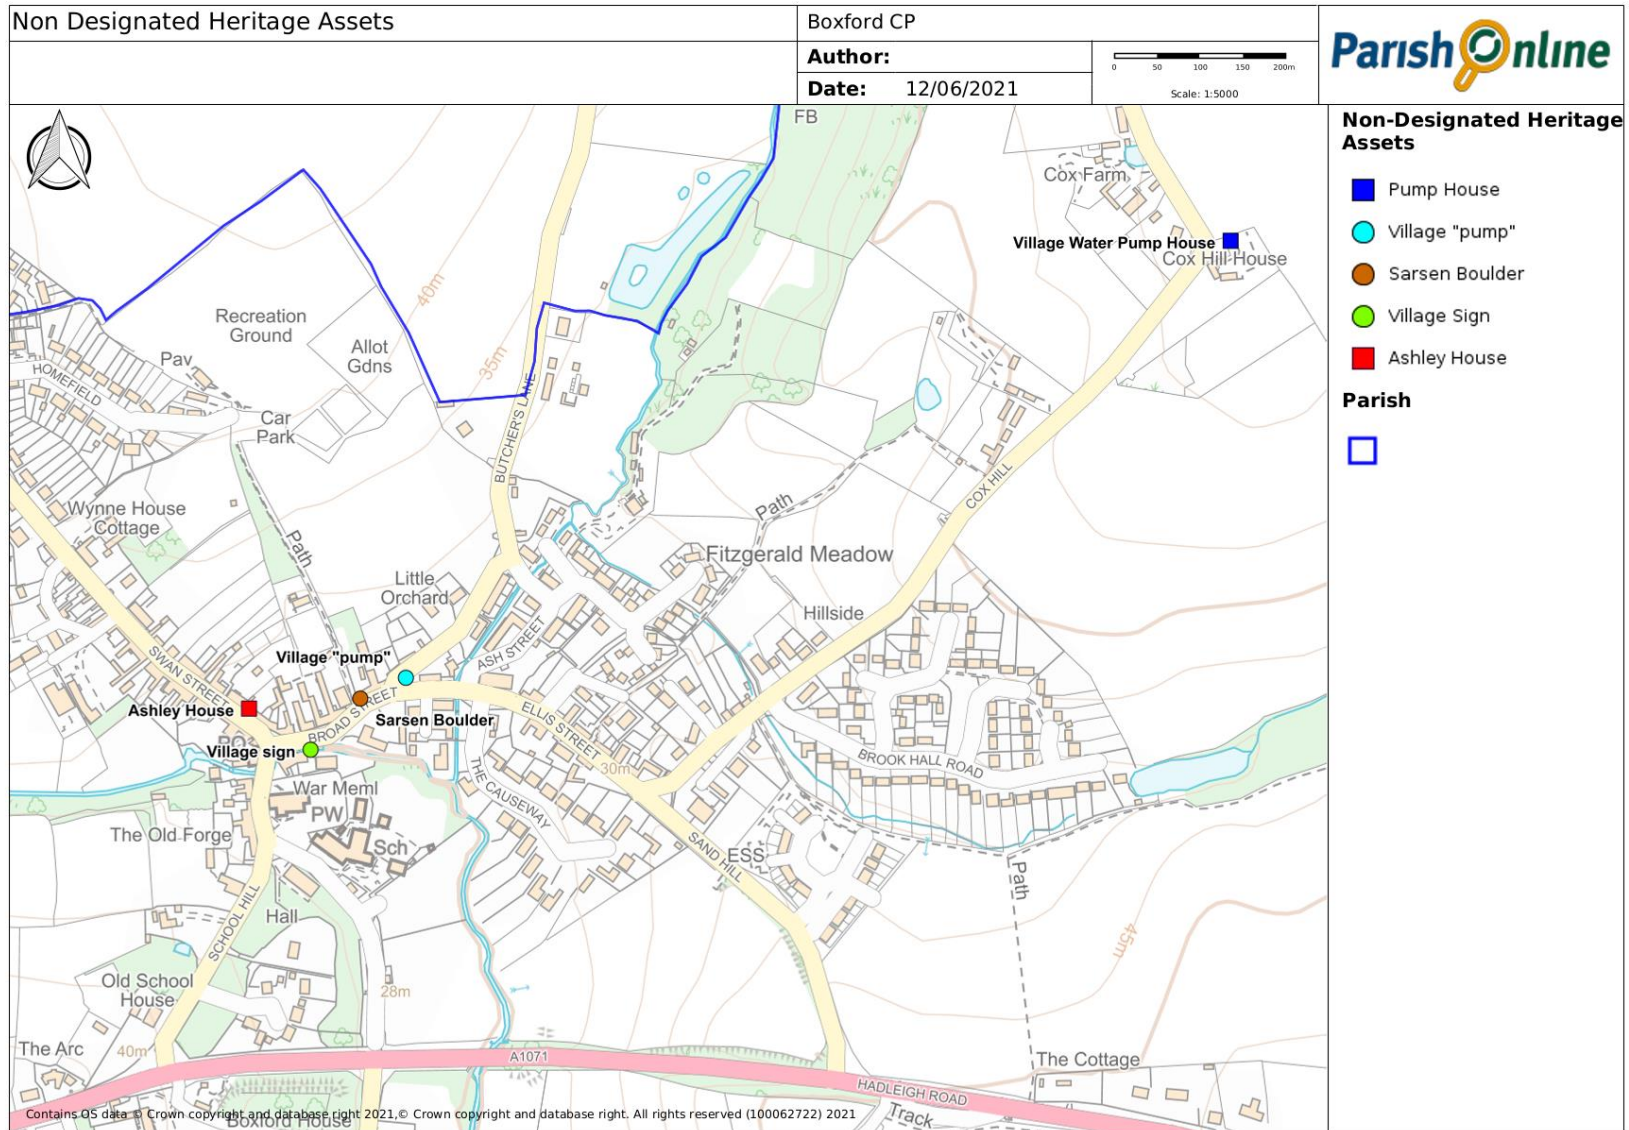 Non Designated Heritage Assets
Boxford CP
Author:
Date: 12/06/2021
0 50 100 150 200m
Scale: 1:5000
Parish Online
Non-Designated Heritage
Assets
Pump House
Village "pump"
Sarsen Boulder
Village Sign
Ashley House
Parish
FB
Cox Farm
Village Water Pump House
Cox Hill House
40m
Recreation
Ground
Allot
Gdns
35m
Pav
HOMEFIELD
Car
Park
BUTCHER'S LANE
COX HILL
Wynne House
Cottage
Path
Path
Fitzgerald Meadow
Little
Orchard
Hillside
ASH STREET
SWAN STREET
Village "pump"
Ashley House
BROAD STREET
Sarsen Boulder
ELLIS STREET
Village sign
30m
BROOK HALL ROAD
THE CAUSEWAY
War Meml
PW
The Old Forge
Sch
SAND HILL
ESS
Path
SCHOOL HILL
Hall
45m
Old School
House
28m
The Arc
40m
A1071
The Cottage
HADLEIGH ROAD
Track
Contains OS data © Crown copyright and database right 2021,© Crown copyright and database right. All rights reserved (100062722) 2021
Boxford House